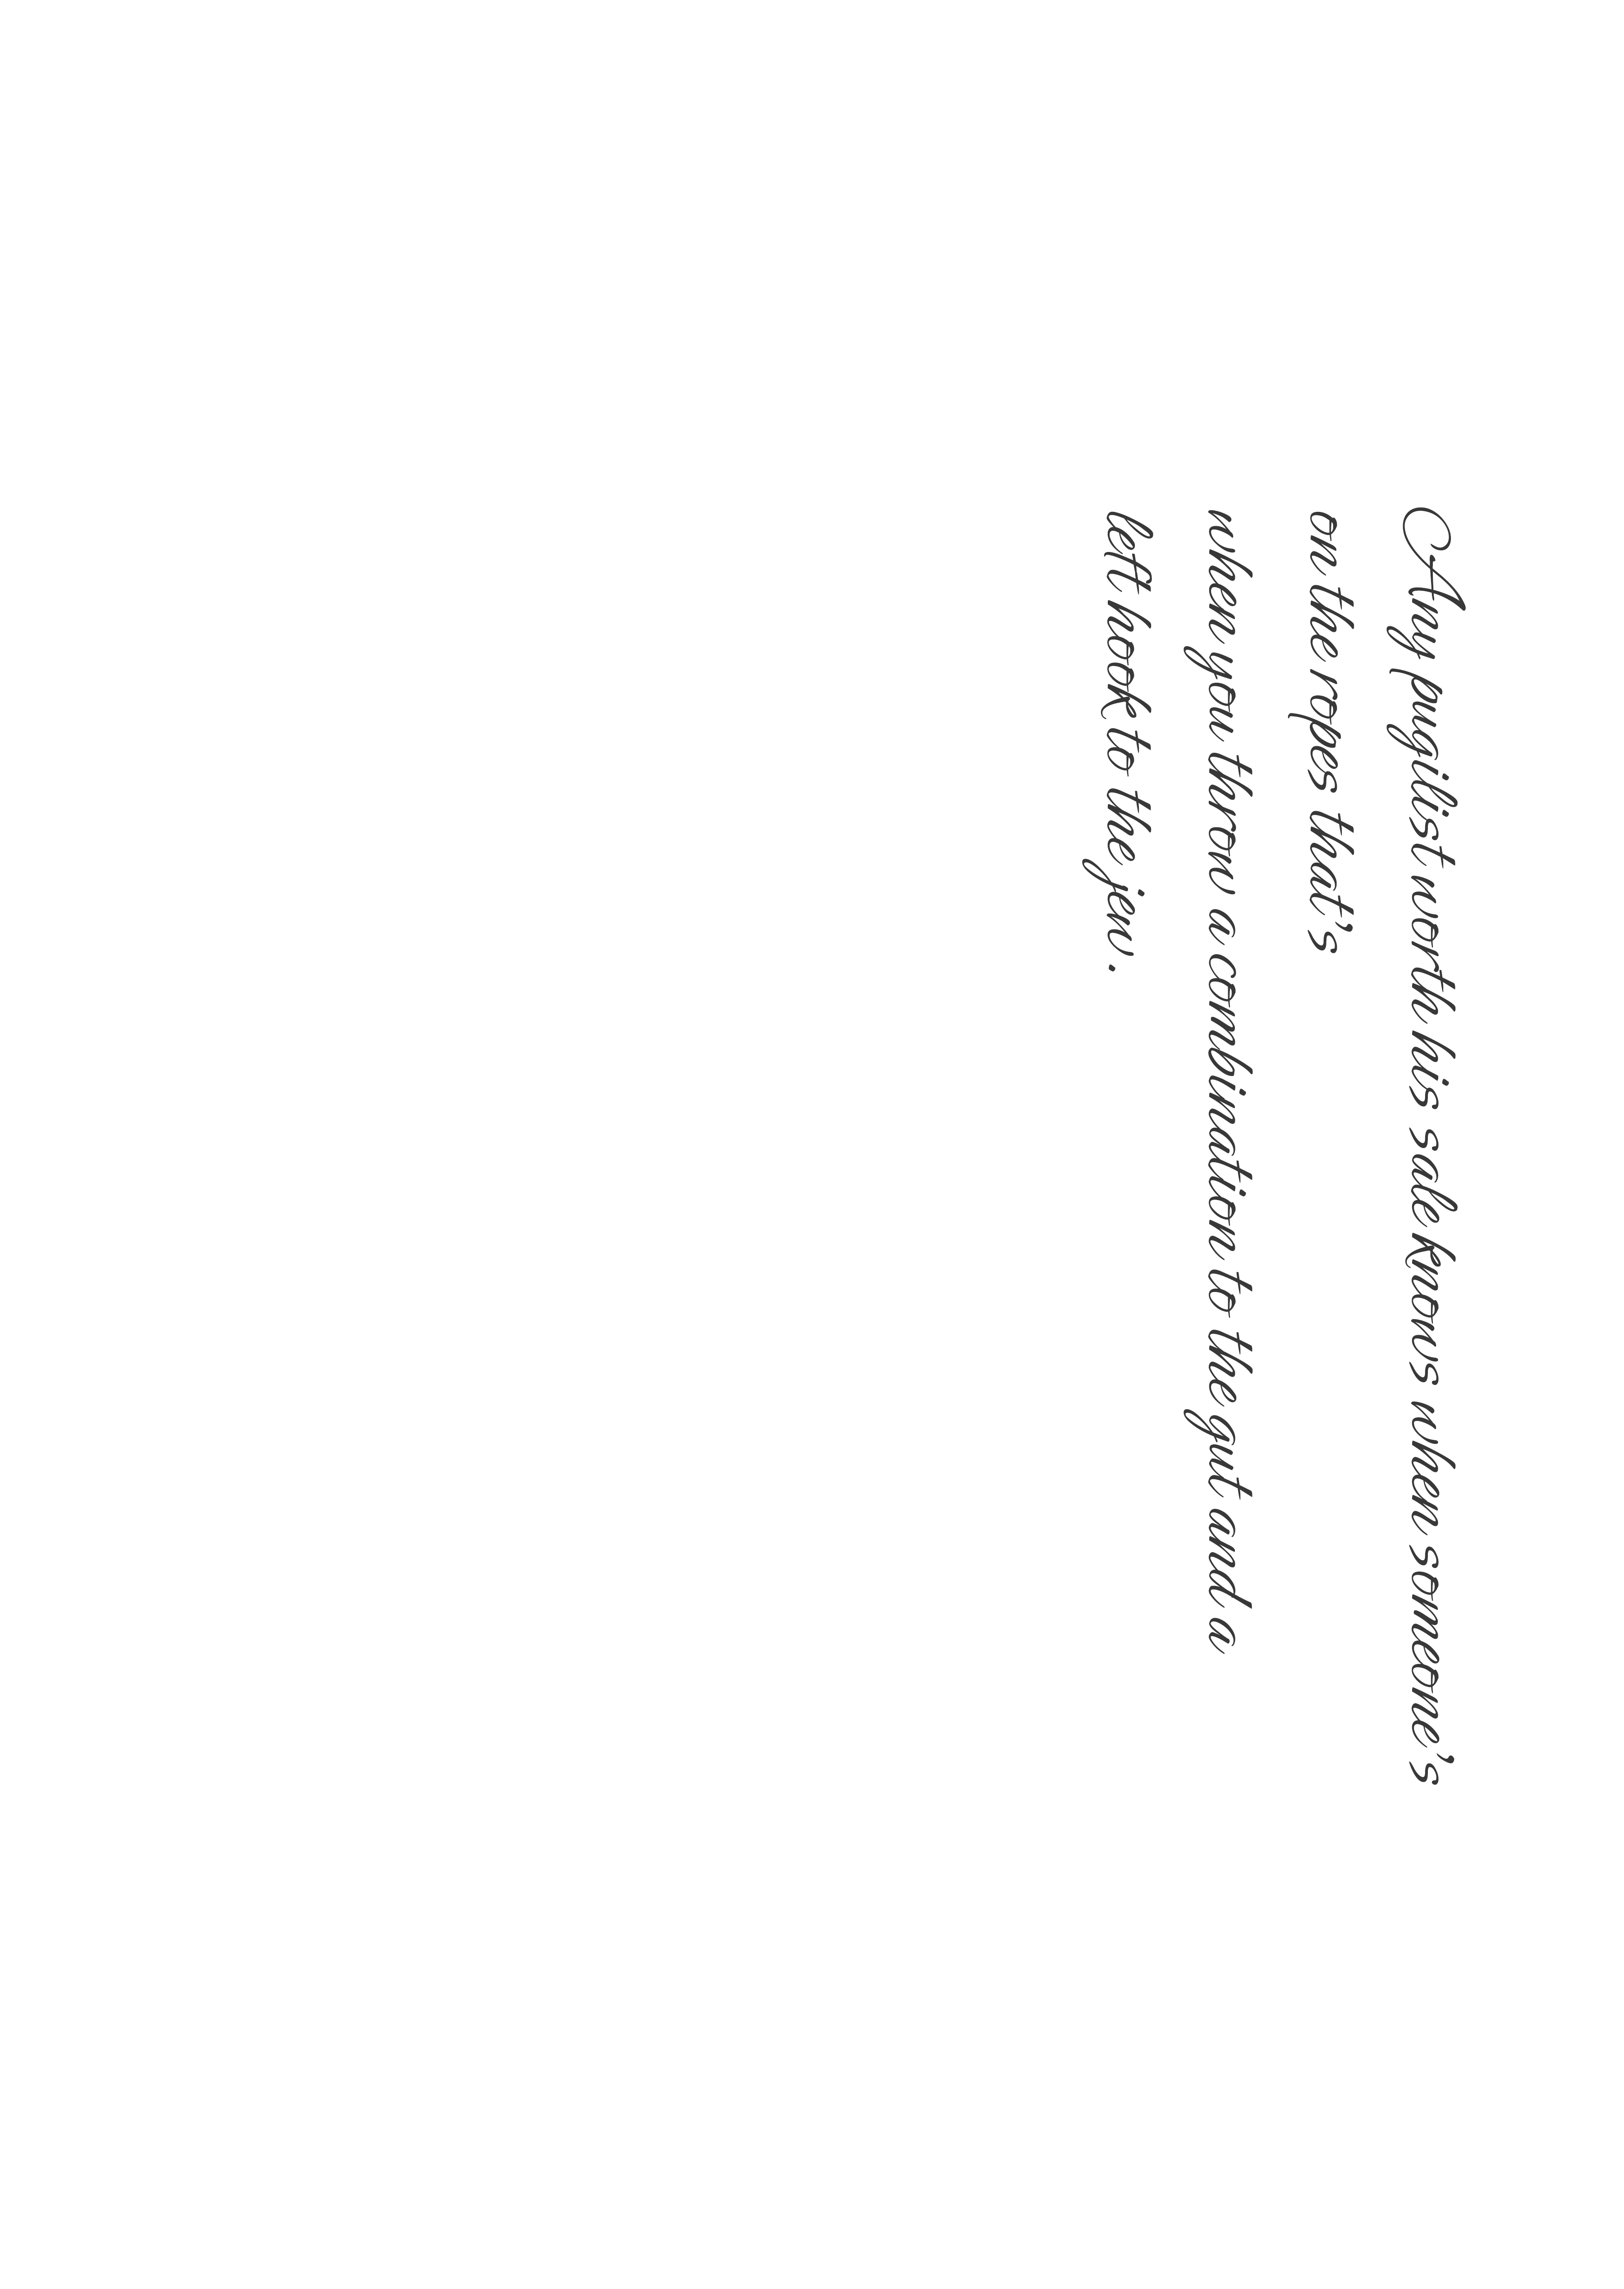 Any pugilist worth his sale knows when someone's
on the ropes that's
when you throw a combination to the gut and a
left hook to the jaw.